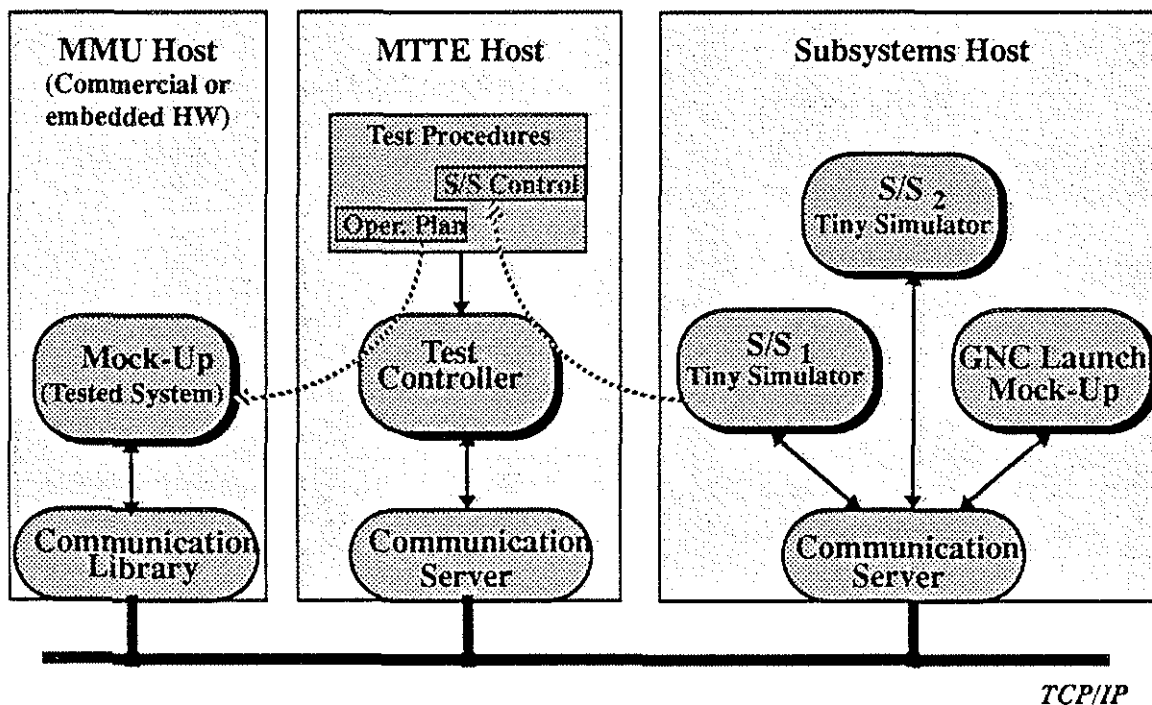 MMU Host
(Commercial or
embedded HW)
Mock-Up
(Tested System)
Communication
Library
MTTE Host
Test Procedures
S/S Control
Oper. Plan
Test
Controller
Communication
Server
Subsystems Host
S/S 2
Tiny Simulator
S/S 1
Tiny Simulator
GNC Launch
Mock-Up
Communication
Server
TCP/IP